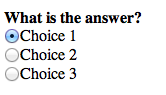 What is the answer?
Choice 1
Choice 2
Choice 3